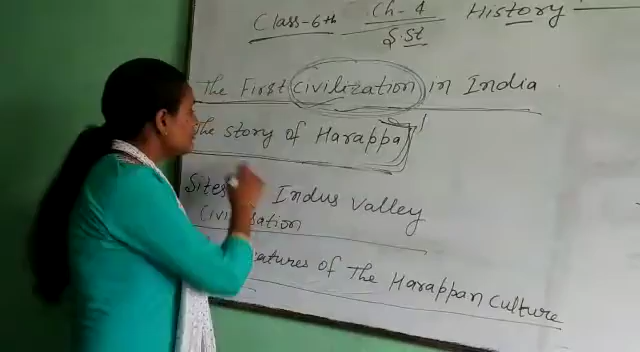 Class-6th Ch-4 History
S.St
The First civilization in India
The story of Harappa
Sites Indus Valley
Civilisation
of The Harappan Culture